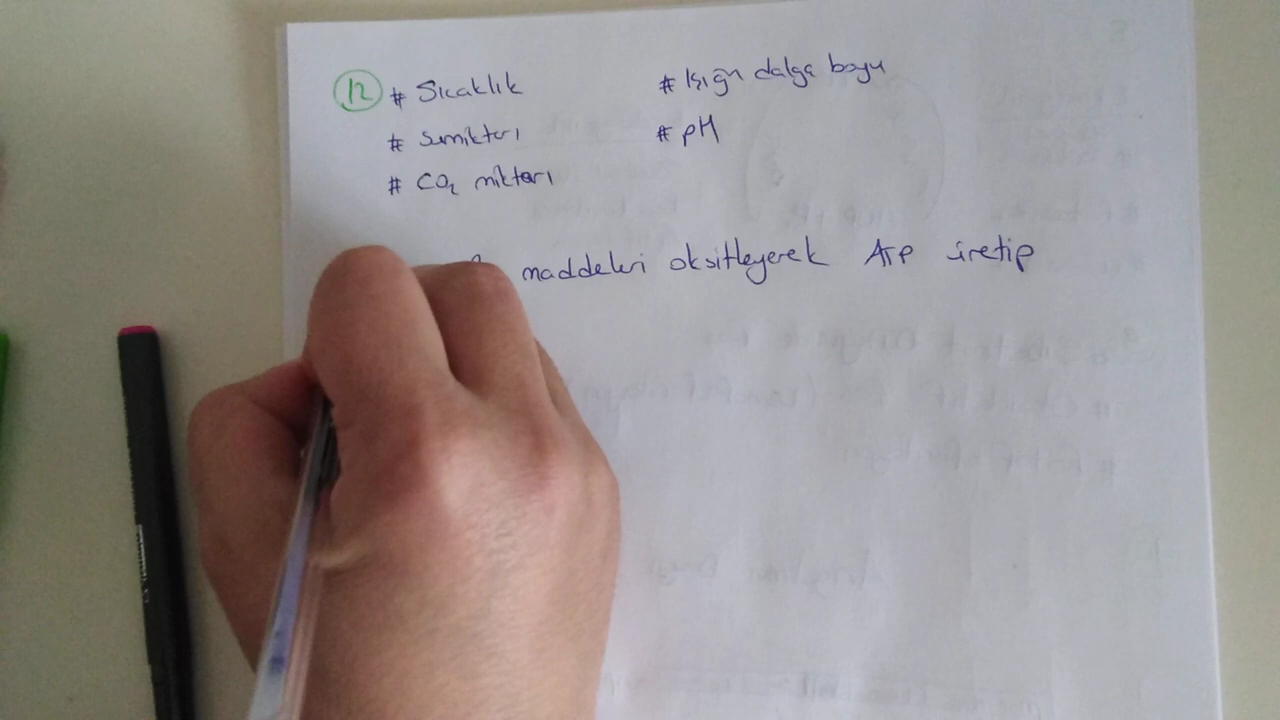 12 # Sıcaklık # Işığın dalga boyu
# Su miktarı # pH
# CO2 miktarı
maddeleri oksitleyerek ATP üretip